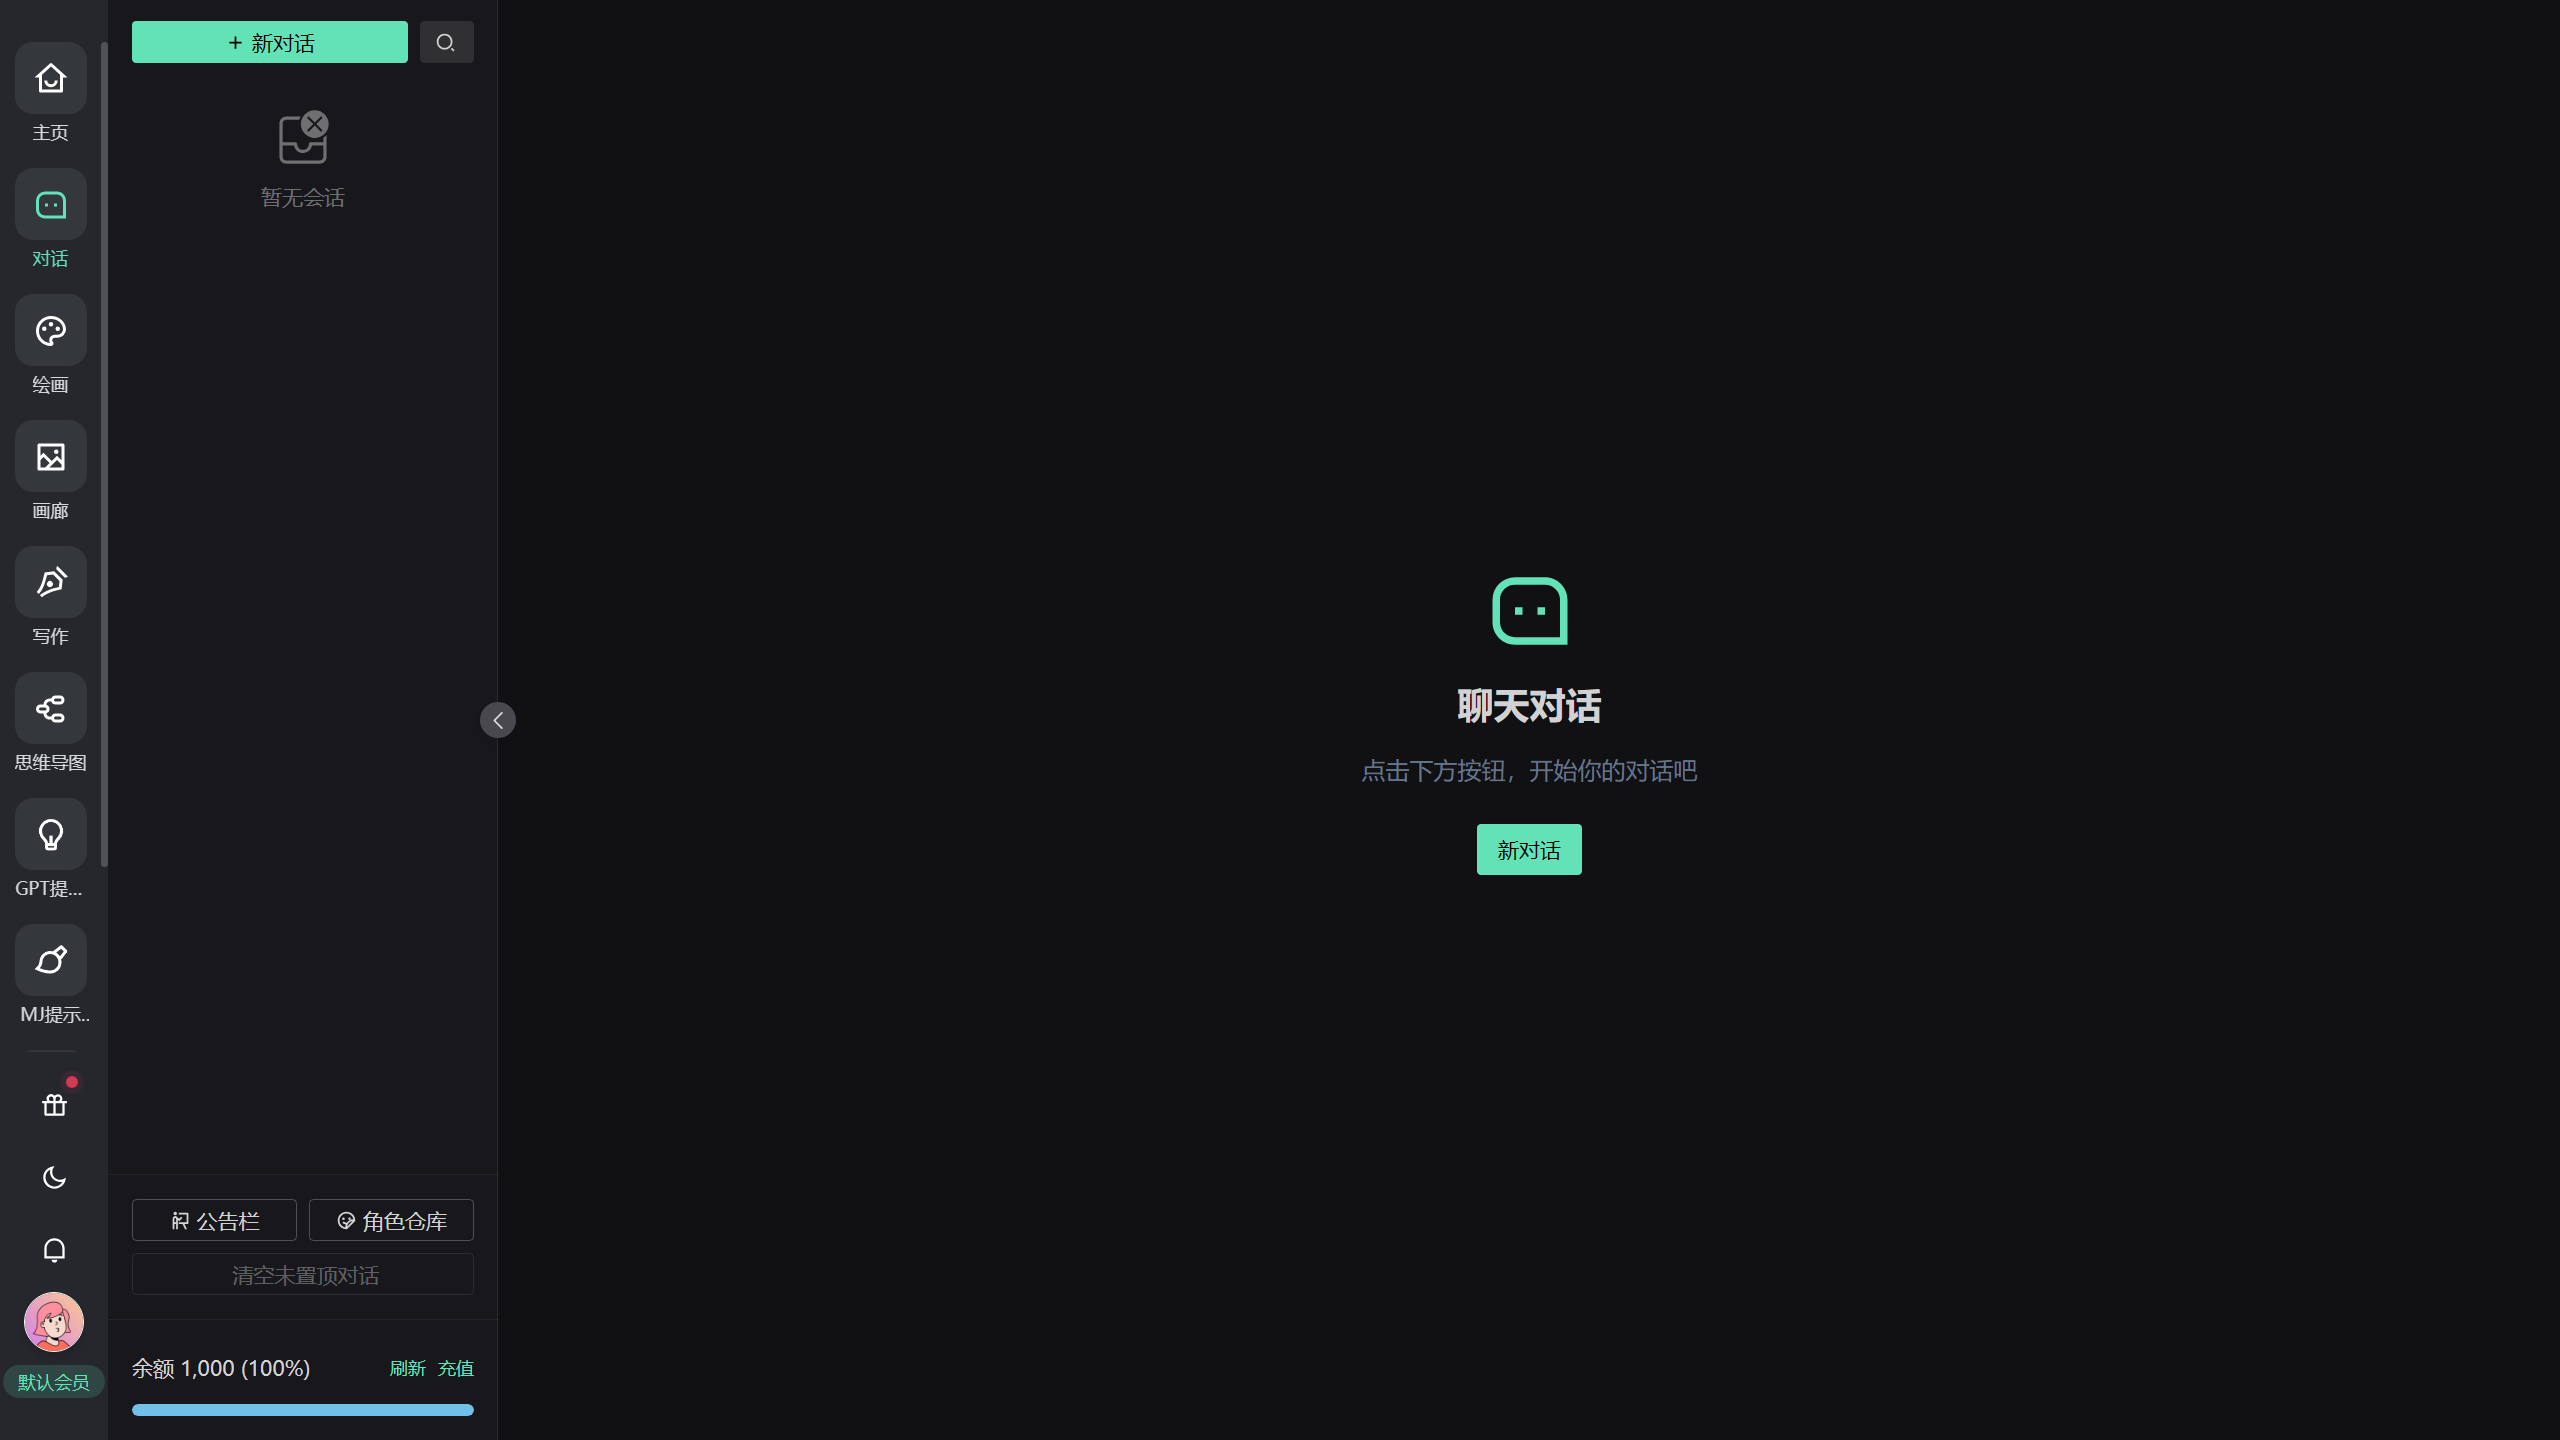 主页
对话
绘画
画廊
写作
思维导图
GPT提...
MJ提示..
默认会员
+ 新对话
暂无会话
公告栏
角色仓库
清空未置顶对话
余额 1,000 (100%)
刷新 充值
聊天对话
点击下方按钮，开始你的对话吧
新对话